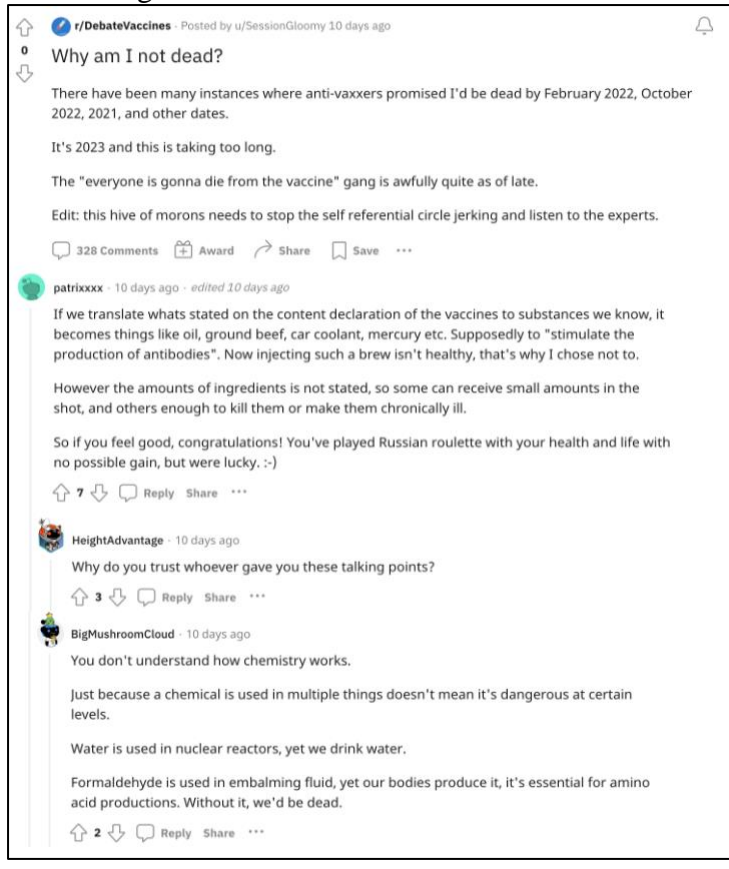 r/DebateVaccines · Posted by u/SessionGloomy 10 days ago
0
Why am I not dead?
There have been many instances where anti-vaxxers promised I'd be dead by February 2022, October
2022, 2021, and other dates.
It's 2023 and this is taking too long.
The "everyone is gonna die from the vaccine" gang is awfully quite as of late.
Edit: this hive of morons needs to stop the self referential circle jerking and listen to the experts.
328 Comments Award Share Save ...
patrixxxx · 10 days ago · edited 10 days ago
If we translate whats stated on the content declaration of the vaccines to substances we know, it
becomes things like oil, ground beef, car coolant, mercury etc. Supposedly to "stimulate the
production of antibodies". Now injecting such a brew isn't healthy, that's why I chose not to.
However the amounts of ingredients is not stated, so some can receive small amounts in the
shot, and others enough to kill them or make them chronically ill.
So if you feel good, congratulations! You've played Russian roulette with your health and life with
no possible gain, but were lucky. :-)
7 Reply Share ...
HeightAdvantage · 10 days ago
Why do you trust whoever gave you these talking points?
3 Reply Share ...
BigMushroomCloud · 10 days ago
You don't understand how chemistry works.
Just because a chemical is used in multiple things doesn't mean it's dangerous at certain
levels.
Water is used in nuclear reactors, yet we drink water.
Formaldehyde is used in embalming fluid, yet our bodies produce it, it's essential for amino
acid productions. Without it, we'd be dead.
2 Reply Share ...